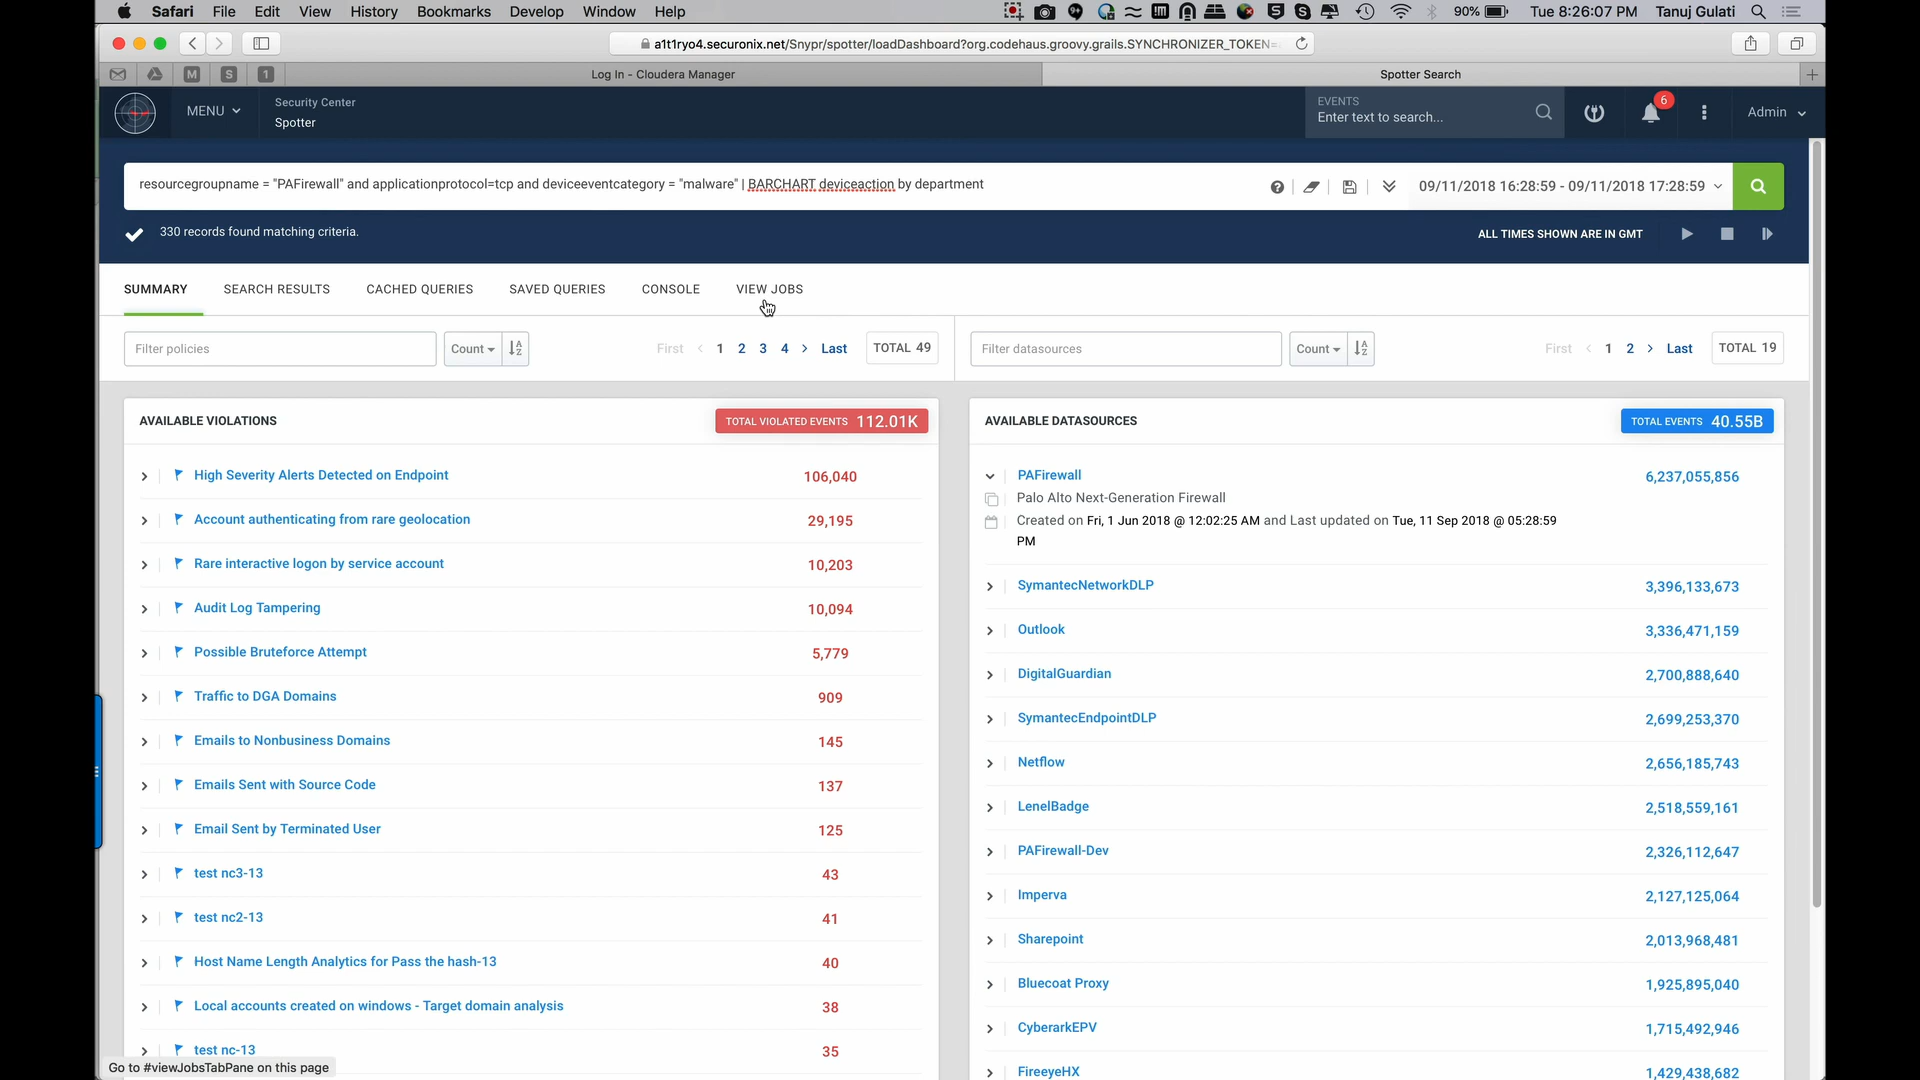 Safari File Edit View History Bookmarks Develop Window Help 90% Tue 8:26:07 PM Tanuj Gulati
a1t1ryo4.securonix.net/Snypr/spotter/loadDashboard?org.codehaus.groovy.grails.SYNCHRONIZER_TOKEN=
M S 1 Log In - Cloudera Manager Spotter Search
MENU Security Center
Spotter
EVENTS
Enter text to search...
6
Admin
resourcegroupname = "PAFirewall" and applicationprotocol=tcp and deviceeventcategory = "malware" | BARCHART deviceaction by department
09/11/2018 16:28:59 - 09/11/2018 17:28:59
330 records found matching criteria.
ALL TIMES SHOWN ARE IN GMT
SUMMARY SEARCH RESULTS CACHED QUERIES SAVED QUERIES CONSOLE VIEW JOBS
Filter policies Count First < 1 2 3 4 > Last TOTAL 49
Filter datasources Count First < 1 2 > Last TOTAL 19
AVAILABLE VIOLATIONS TOTAL VIOLATED EVENTS 112.01K
High Severity Alerts Detected on Endpoint 106,040
Account authenticating from rare geolocation 29,195
Rare interactive logon by service account 10,203
Audit Log Tampering 10,094
Possible Bruteforce Attempt 5,779
Traffic to DGA Domains 909
Emails to Nonbusiness Domains 145
Emails Sent with Source Code 137
Email Sent by Terminated User 125
test nc3-13 43
test nc2-13 41
Host Name Length Analytics for Pass the hash-13 40
Local accounts created on windows - Target domain analysis 38
test nc-13 35
AVAILABLE DATASOURCES TOTAL EVENTS 40.55B
PAFirewall 6,237,055,856
Palo Alto Next-Generation Firewall
Created on Fri, 1 Jun 2018 @ 12:02:25 AM and Last updated on Tue, 11 Sep 2018 @ 05:28:59
PM
SymantecNetworkDLP 3,396,133,673
Outlook 3,336,471,159
DigitalGuardian 2,700,888,640
SymantecEndpointDLP 2,699,253,370
Netflow 2,656,185,743
LenelBadge 2,518,559,161
PAFirewall-Dev 2,326,112,647
Imperva 2,127,125,064
Sharepoint 2,013,968,481
Bluecoat Proxy 1,925,895,040
CyberarkEPV 1,715,492,946
FireeyeHX 1,429,438,682
Go to #viewJobsTabPane on this page